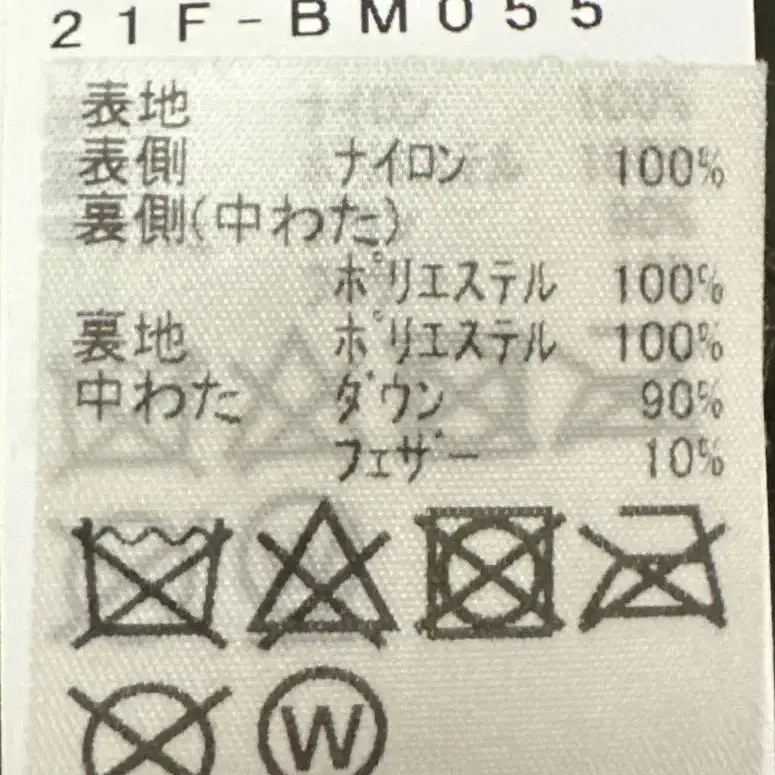 21F-BM055
表地
表側 ナイロン 100%
裏側(中わた)
ポリエステル 100%
裏地 ポリエステル 100%
中わた ダウン 90%
フェザー 10%
W